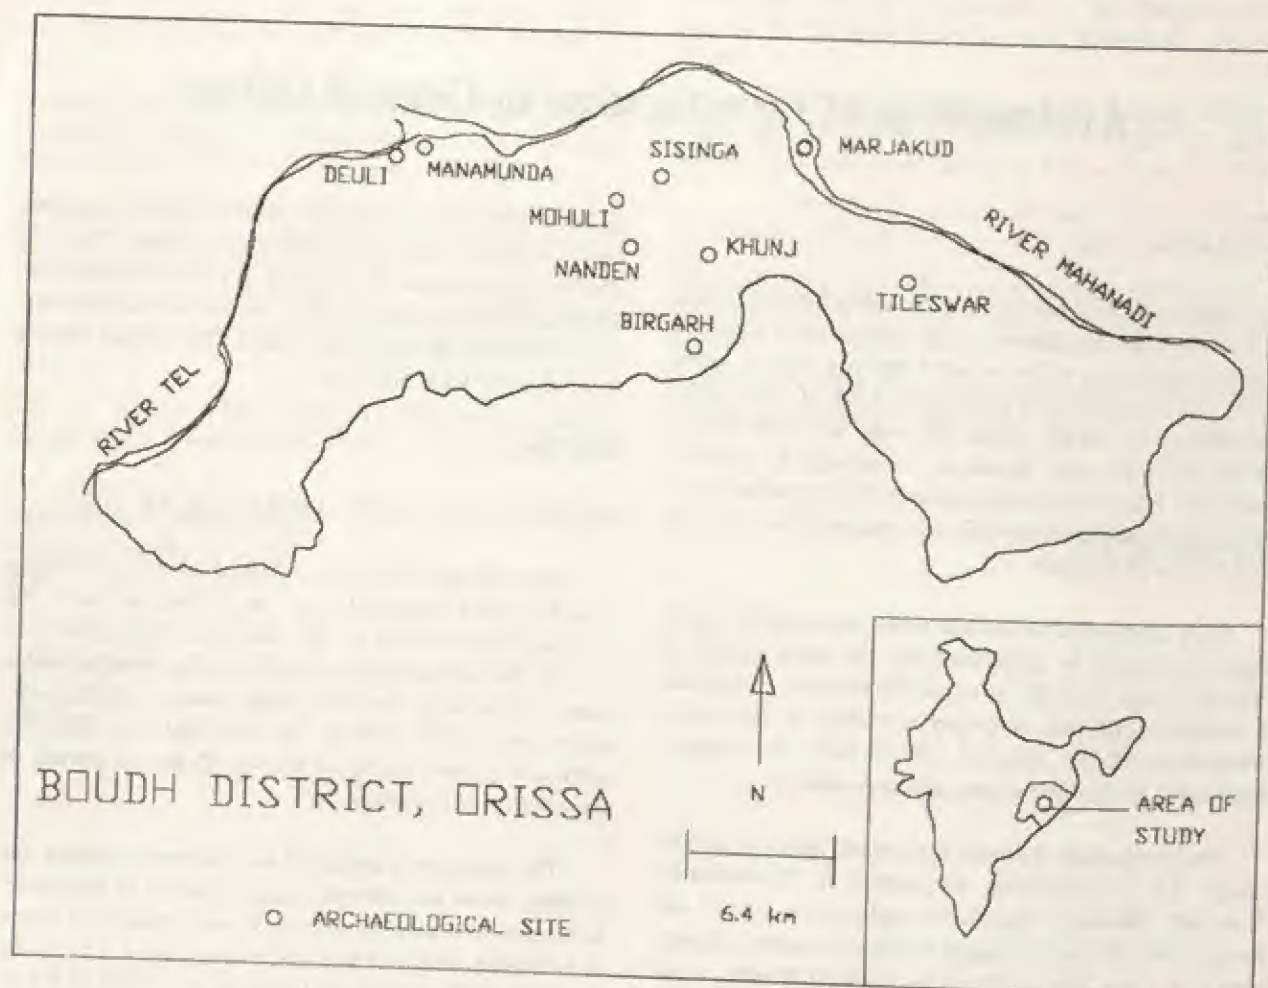 SISINGA
MARJAKUD
DEULI
MANAMUNDA
MOHULI
RIVER MAHANADI
NANDEN
KHUNJ
TILESWAR
BIRGARH
RIVER TEL
BOUDH DISTRICT, ORISSA
N
AREA OF
STUDY
6.4 km
ARCHAEOLOGICAL SITE